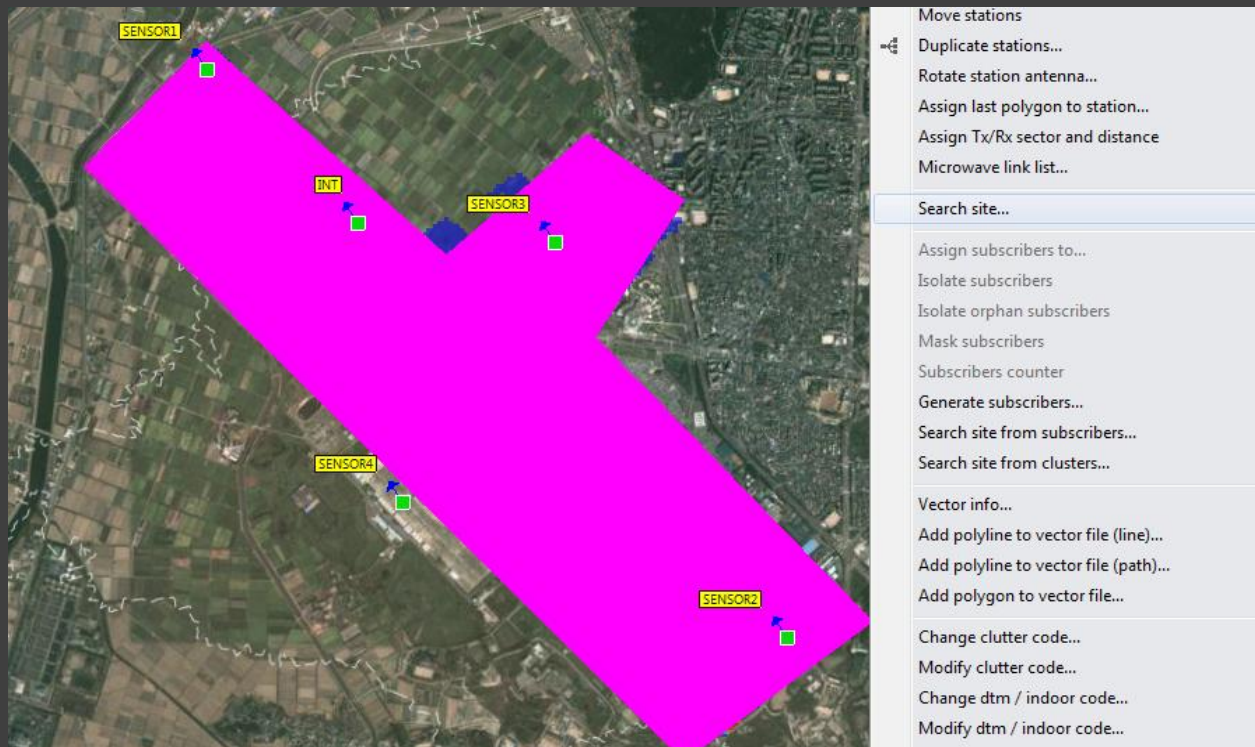 SENSOR1
INT
SENSOR3
SENSOR4
SENSOR2
Move stations
Duplicate stations...
Rotate station antenna...
Assign last polygon to station...
Assign Tx/Rx sector and distance
Microwave link list...
Search site...
Assign subscribers to...
Isolate subscribers
Isolate orphan subscribers
Mask subscribers
Subscribers counter
Generate subscribers...
Search site from subscribers...
Search site from clusters...
Vector info...
Add polyline to vector file (line)...
Add polyline to vector file (path)...
Add polygon to vector file...
Change clutter code...
Modify clutter code...
Change dtm / indoor code...
Modify dtm / indoor code...